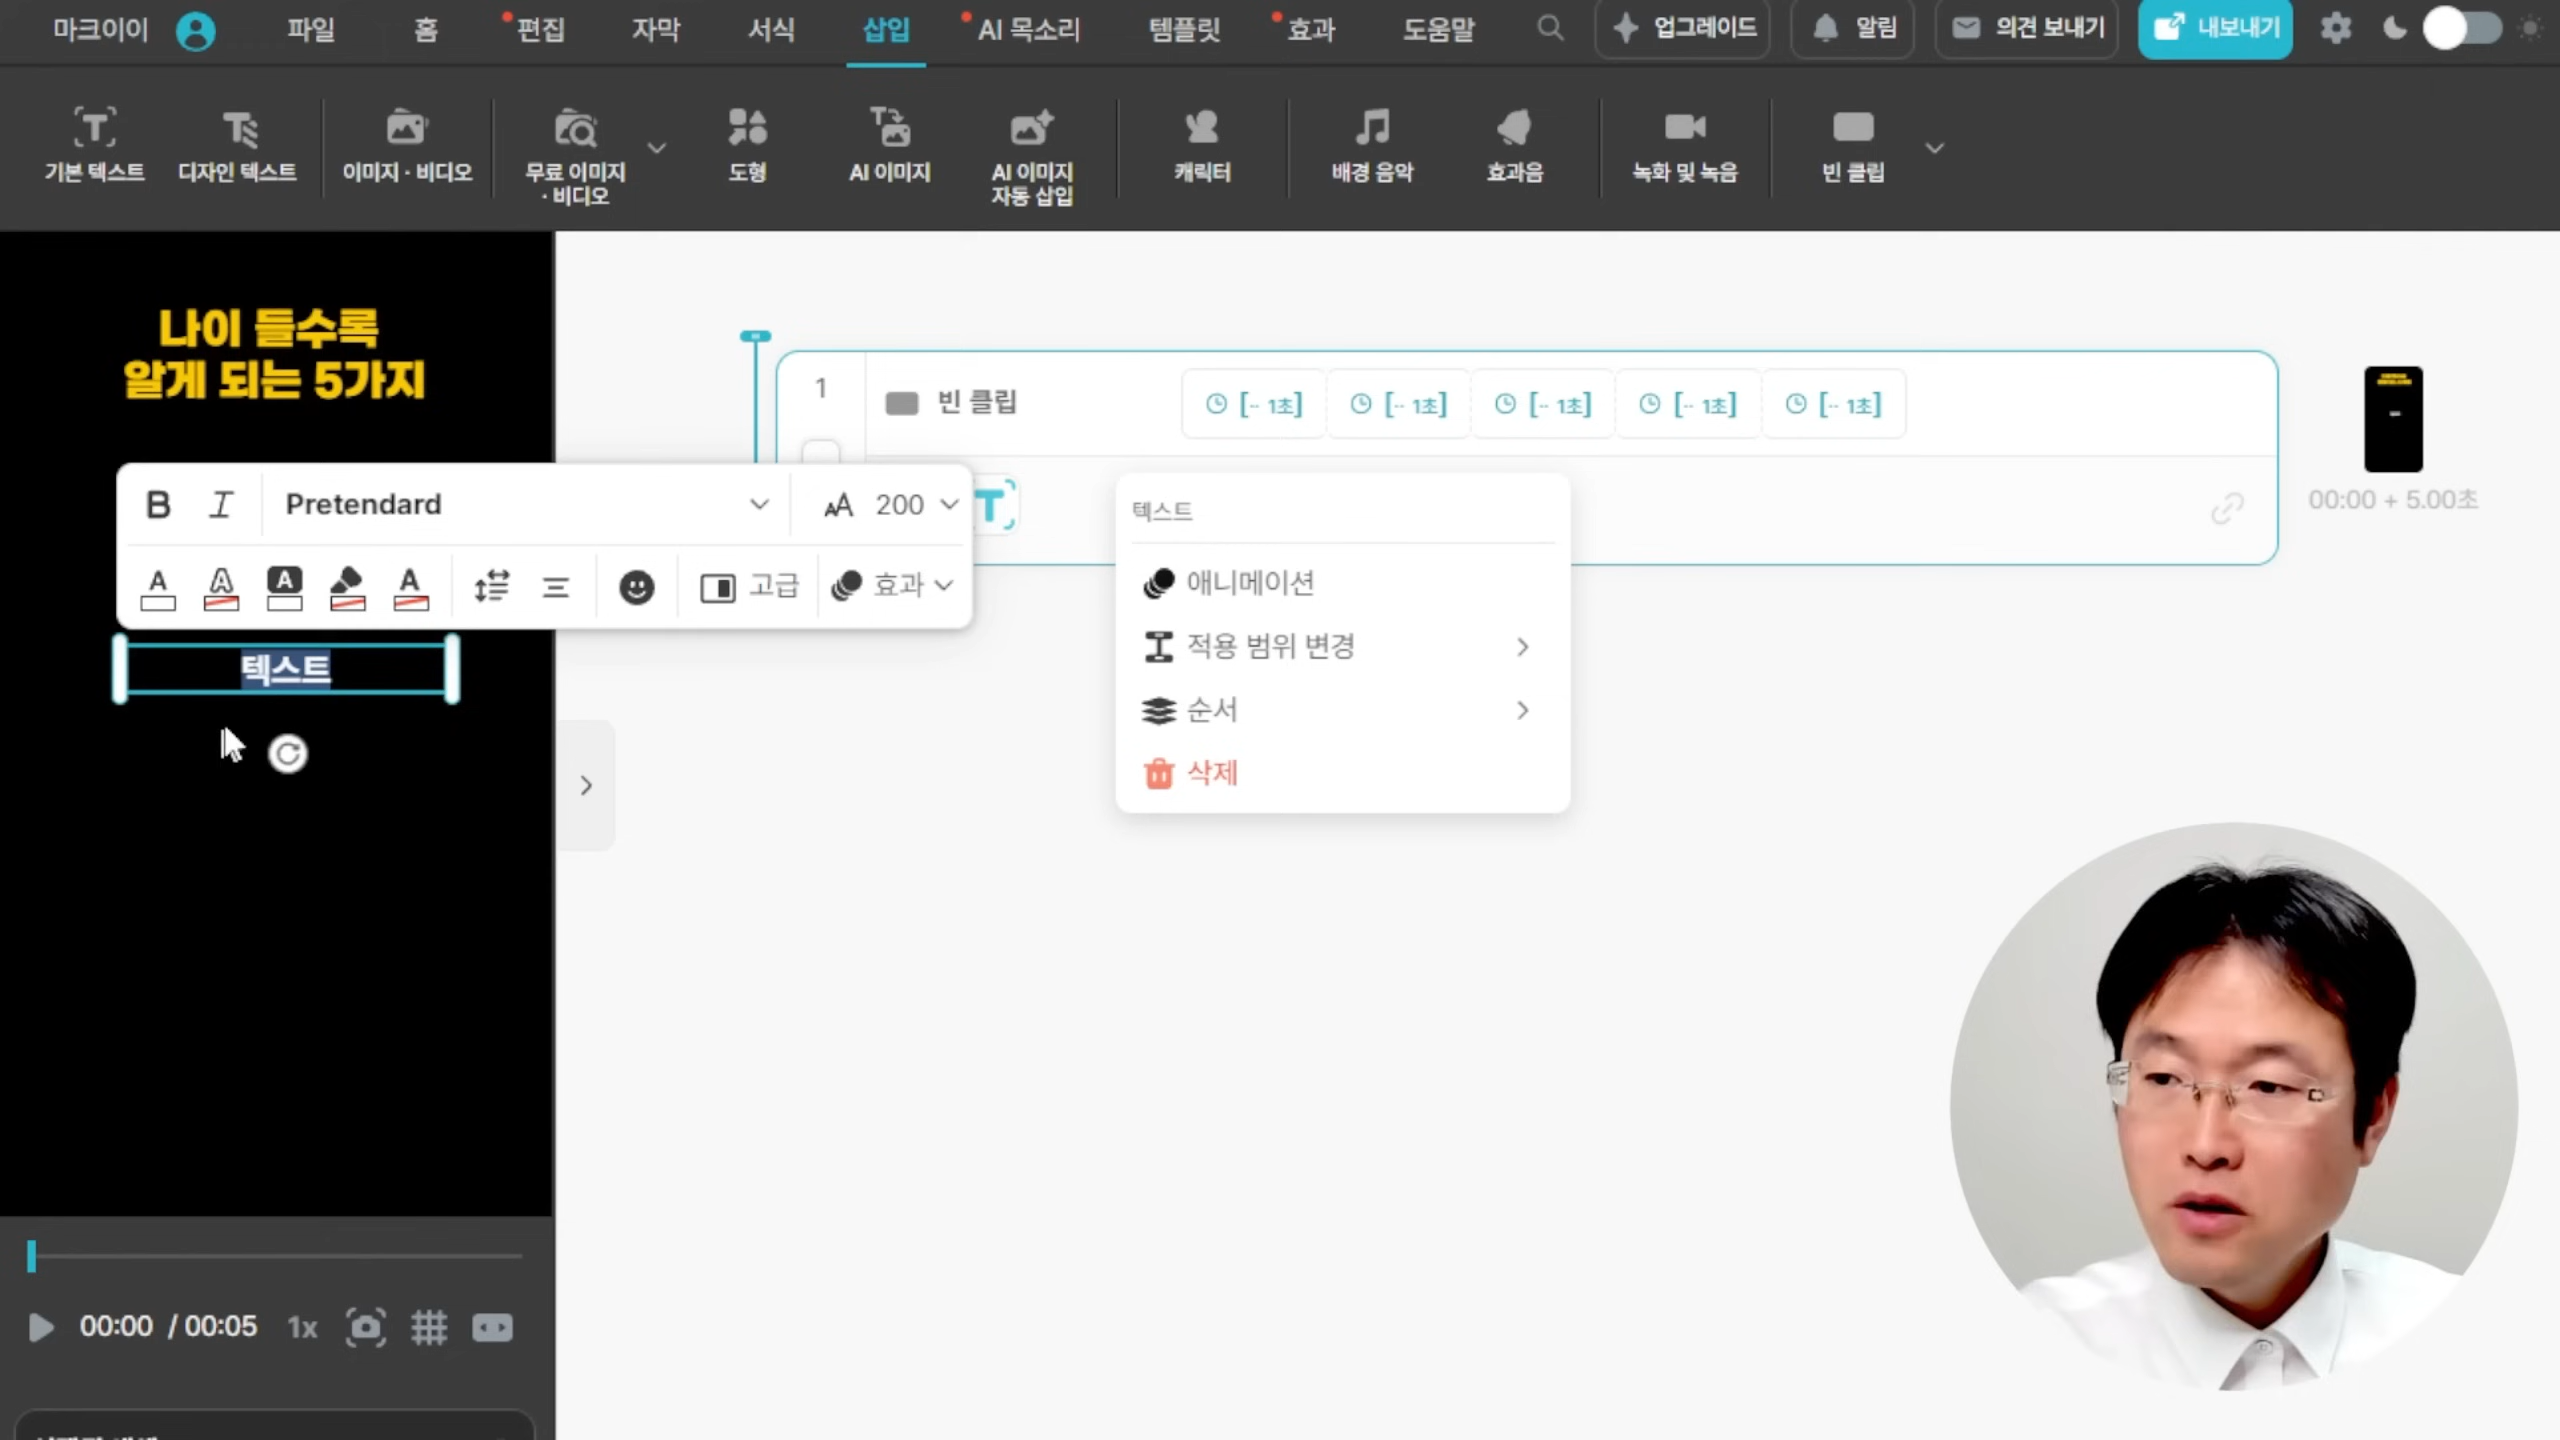 마크이이
파일
홈
편집
자막
서식
삽입
AI 목소리
템플릿
효과
도움말
업그레이드
알림
의견 보내기
내보내기
기본 텍스트
디자인 텍스트
이미지 · 비디오
무료 이미지
· 비디오
도형
AI 이미지
AI 이미지
자동 삽입
캐릭터
배경 음악
효과음
녹화 및 녹음
빈 클립
나이 들수록
알게 되는 5가지
1
빈 클립
[·· 1초]
[·· 1초]
[·· 1초]
[·· 1초]
[·· 1초]
00:00 + 5.00초
B I Pretendard 200
고급
효과
텍스트
텍스트
애니메이션
적용 범위 변경
순서
삭제
00:00 / 00:05 1x